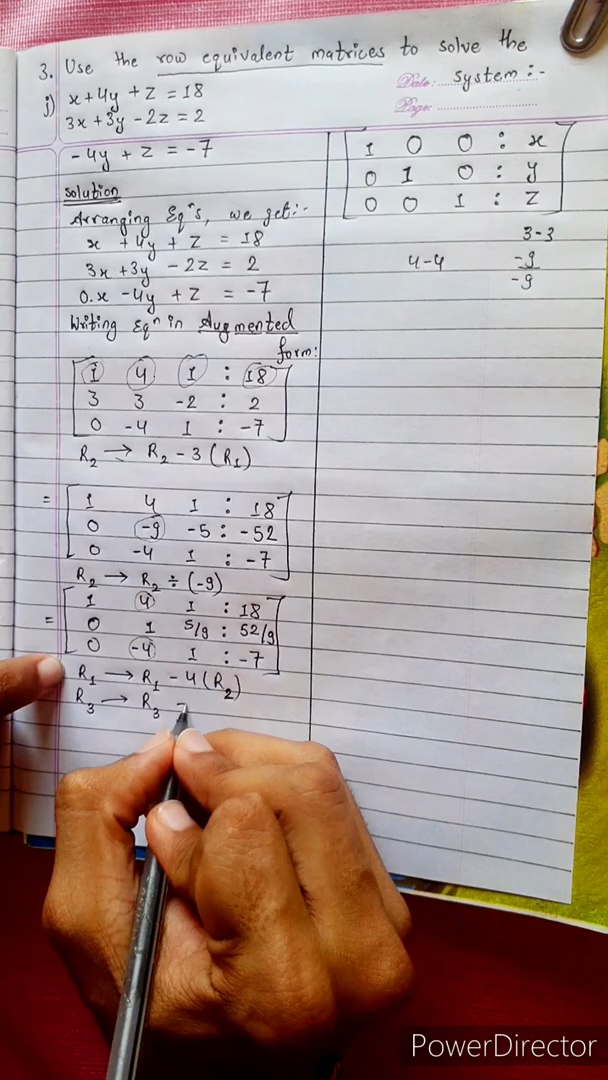 3. Use the row equivalent matrices to solve the
system:-
Date:
Page:
i) x + 4y + z = 18
3x + 3y - 2z = 2
- 4y + z = -7
Solution
Arranging Eqⁿs, we get:-
x + 4y + z = 18
3x + 3y - 2z = 2
0.x - 4y + z = -7
Writing Eqⁿ in Augmented
form:
1 4 1 : 18
3 3 -2 : 2
0 -4 1 : -7
R₂ → R₂ - 3 (R₁)
= 1 4 1 : 18
0 -9 -5 : -52
0 -4 1 : -7
R₂ → R₂ ÷ (-9)
= 1 4 1 : 18
0 1 5/9 : 52/9
0 -4 1 : -7
R₁ → R₁ - 4 (R₂)
R₃ → R₃ -
1 0 0 : x
0 1 0 : y
0 0 1 : z
3-3
4-4 -9
-9
PowerDirector